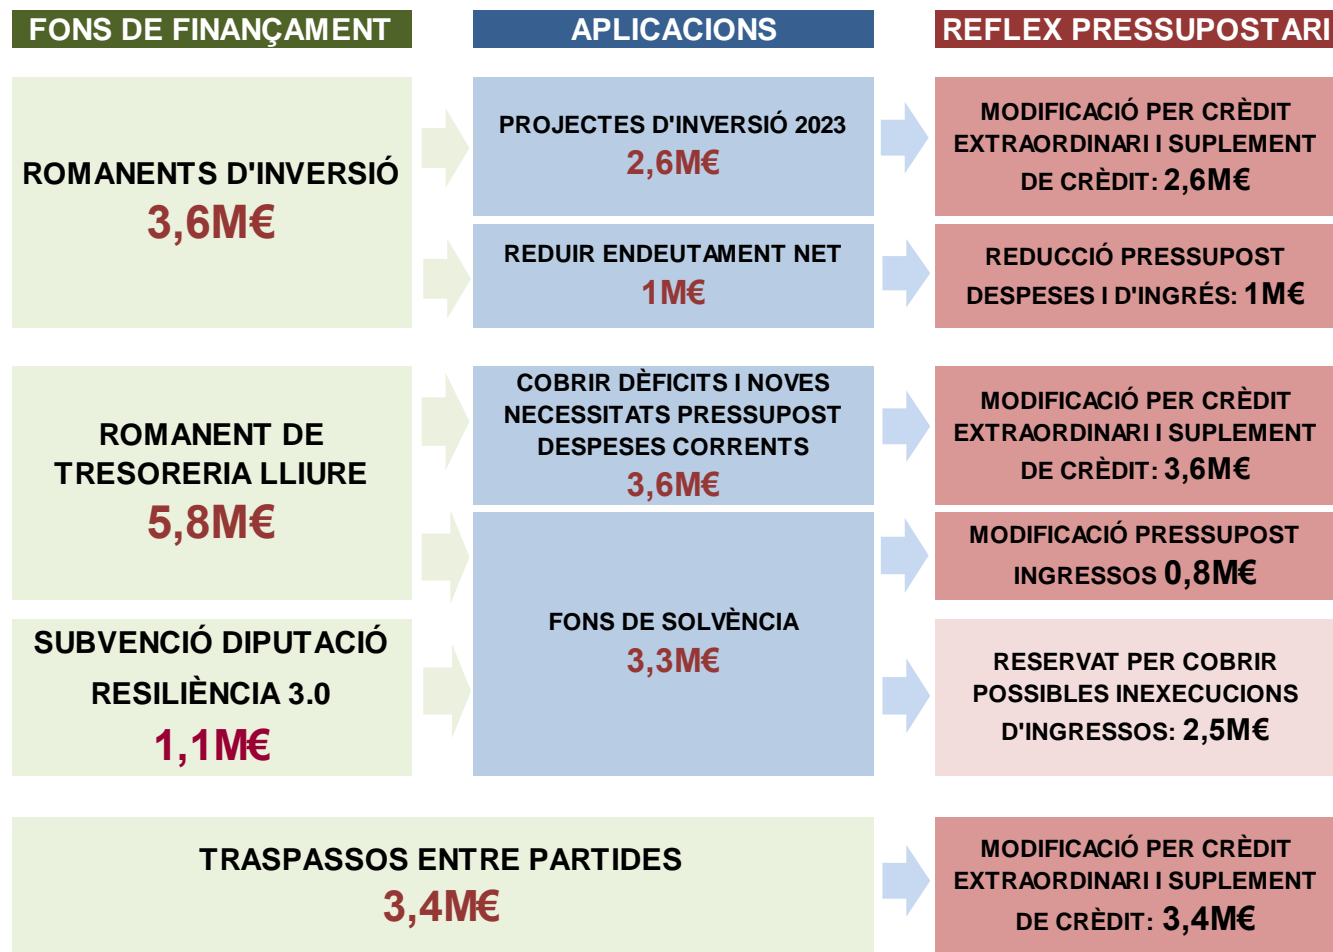 FONS DE FINANÇAMENT
APLICACIONS
REFLEX PRESSUPOSTARI
ROMANENTS D'INVERSIÓ
3,6M€
PROJECTES D'INVERSIÓ 2023
2,6M€
MODIFICACIÓ PER CRÈDIT
EXTRAORDINARI I SUPLEMENT
DE CRÈDIT: 2,6M€
REDUIR ENDEUTAMENT NET
1M€
REDUCCIÓ PRESSUPOST
DESPESES I D'INGRÉS: 1M€
ROMANENT DE
TRESORERIA LLIURE
5,8M€
COBRIR DÈFICITS I NOVES
NECESSITATS PRESSUPOST
DESPESES CORRENTS
3,6M€
MODIFICACIÓ PER CRÈDIT
EXTRAORDINARI I SUPLEMENT
DE CRÈDIT: 3,6M€
MODIFICACIÓ PRESSUPOST
INGRESSOS 0,8M€
SUBVENCIÓ DIPUTACIÓ
RESILIÈNCIA 3.0
1,1M€
FONS DE SOLVÈNCIA
3,3M€
RESERVAT PER COBRIR
POSSIBLES INEXECUCIONS
D'INGRESSOS: 2,5M€
TRASPASSOS ENTRE PARTIDES
3,4M€
MODIFICACIÓ PER CRÈDIT
EXTRAORDINARI I SUPLEMENT
DE CRÈDIT: 3,4M€